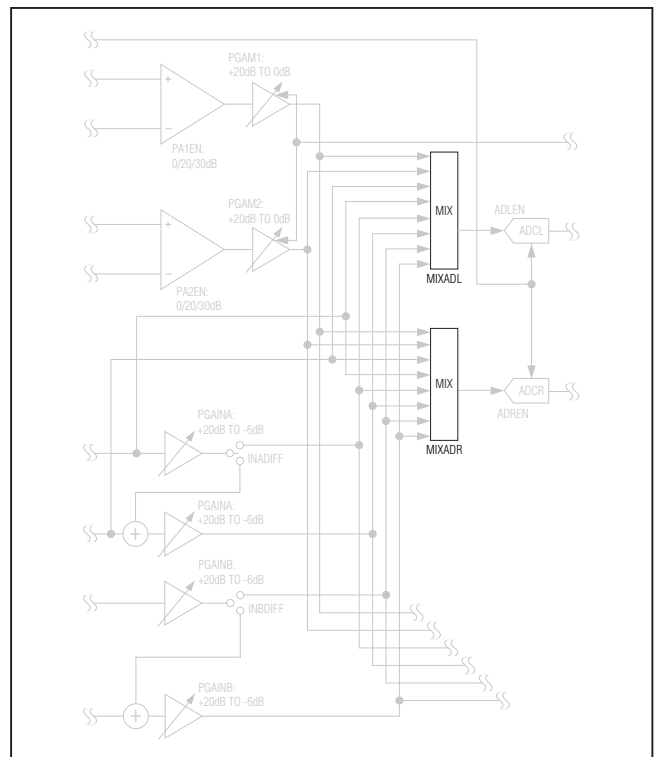 PGAM1:
+20dB TO 0dB
+
−
PA1EN:
0/20/30dB
PGAM2:
+20dB TO 0dB
+
−
PA2EN:
0/20/30dB
MIX
MIXADL
ADLEN
ADCL
MIX
MIXADR
ADCR
ADREN
PGAINA:
+20dB TO -6dB
INADIFF
PGAINA:
+20dB TO -6dB
+
PGAINB:
+20dB TO -6dB
INBDIFF
PGAINB:
+20dB TO -6dB
+